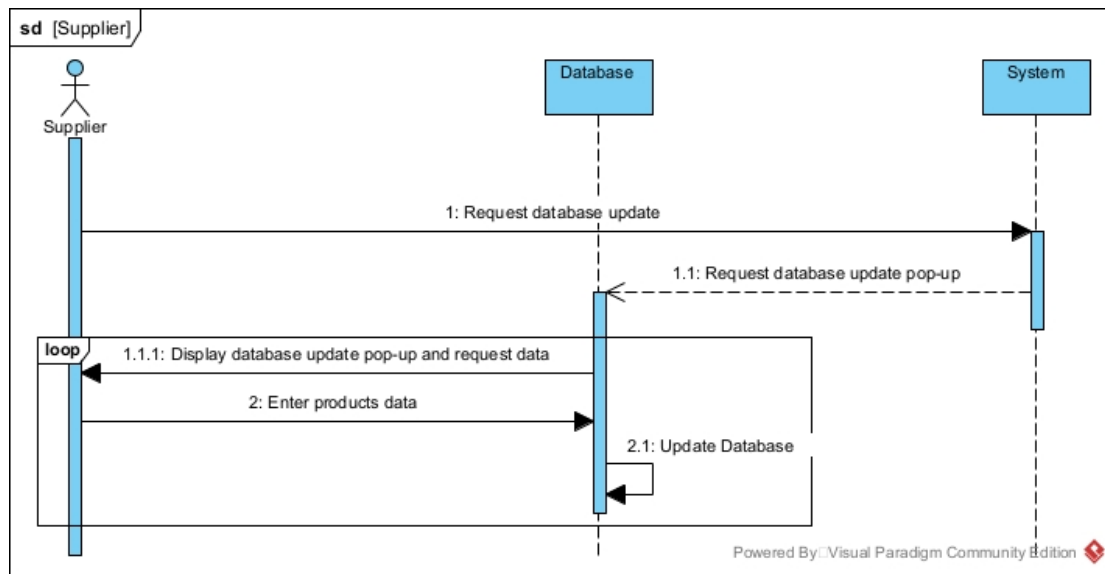 sd [Supplier]
Supplier
Database
System
1: Request database update
1.1: Request database update pop-up
loop
1.1.1: Display database update pop-up and request data
2: Enter products data
2.1: Update Database
Powered By Visual Paradigm Community Edition